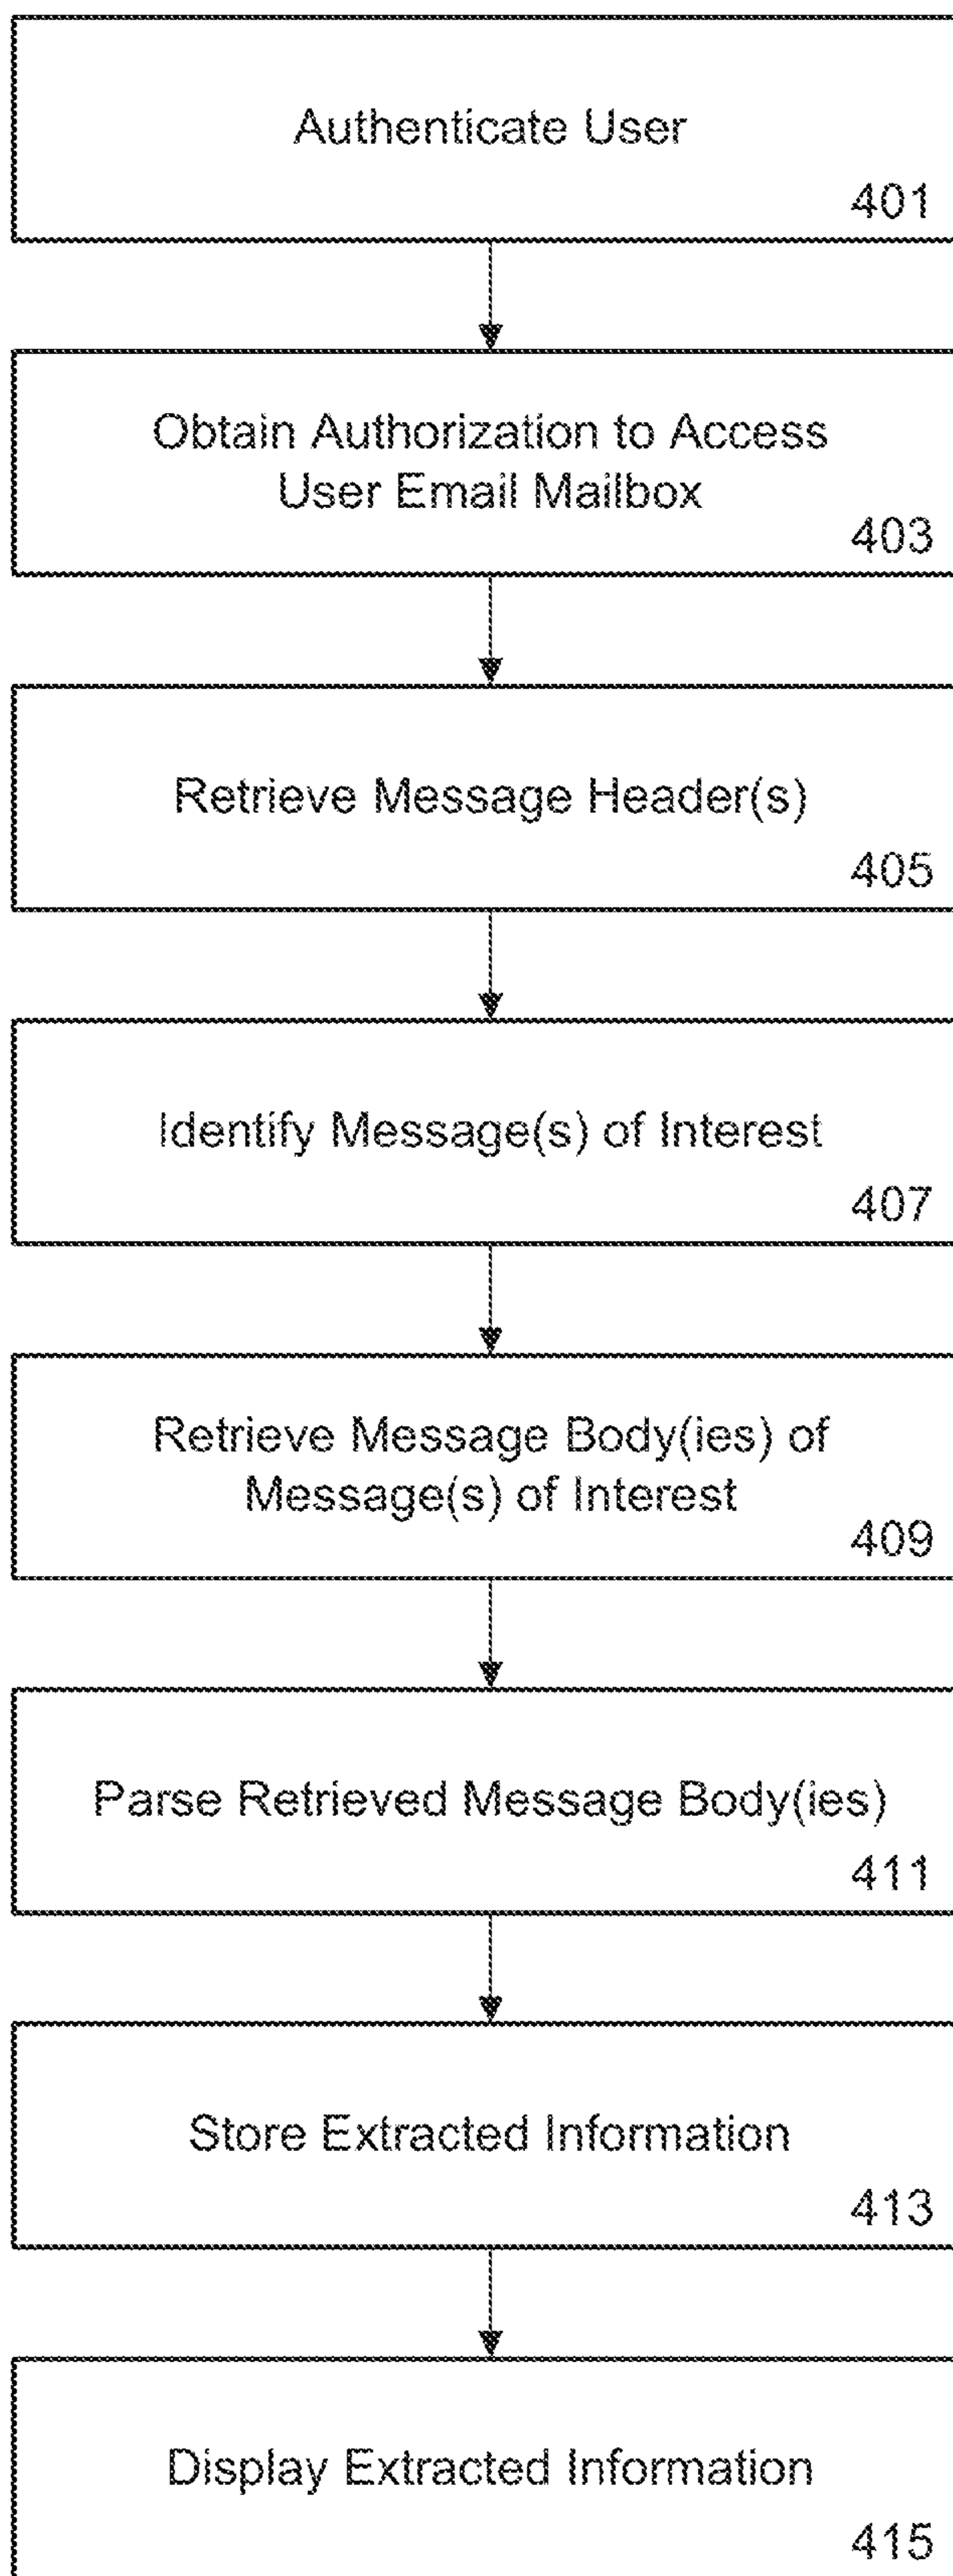 Authenticate User
401
Obtain Authorization to Access
User Email Mailbox
403
Retrieve Message Header(s)
405
Identify Message(s) of Interest
407
Retrieve Message Body(ies) of
Message(s) of Interest
409
Parse Retrieved Message Body(ies)
411
Store Extracted Information
413
Display Extracted Information
415